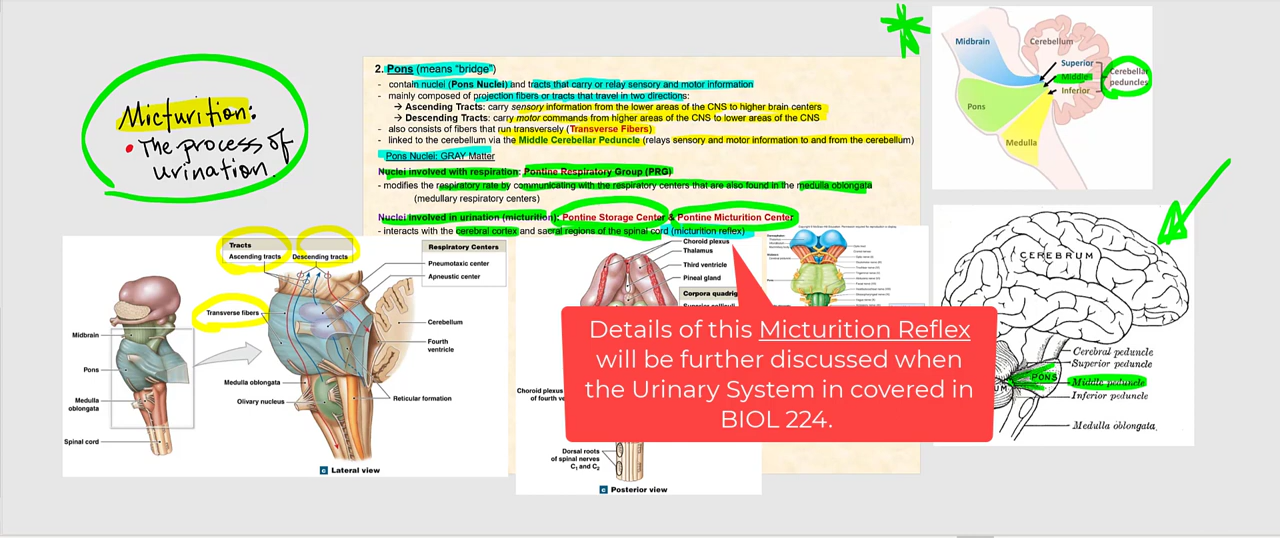 Micturition:
• The process of
urination.
2. Pons (means "bridge")
- contain nuclei (Pons Nuclei) and tracts that carry or relay sensory and motor information
- mainly composed of projection fibers or tracts that travel in two directions:
→ Ascending Tracts: carry sensory information from the lower areas of the CNS to higher brain centers
→ Descending Tracts: carry motor commands from higher areas of the CNS to lower areas of the CNS
- also consists of fibers that run transversely (Transverse Fibers)
- linked to the cerebellum via the Middle Cerebellar Peduncle (relays sensory and motor information to and from the cerebellum)
Pons Nuclei: GRAY Matter
Nuclei involved with respiration: Pontine Respiratory Group (PRG)
- modifies the respiratory rate by communicating with the respiratory centers that are also found in the medulla oblongata
(medullary respiratory centers)
Nuclei involved in urination (micturition): Pontine Storage Center & Pontine Micturition Center
- interacts with the cerebral cortex and sacral regions of the spinal cord (micturition reflex)
Midbrain
Cerebellum
Superior
Middle
Inferior
Cerebellar
peduncles
Pons
Medulla
Tracts
Ascending tracts
Descending tracts
Respiratory Centers
Pneumotaxic center
Apneustic center
Transverse fibers
Cerebellum
Fourth
ventricle
Midbrain
Pons
Medulla
oblongata
Spinal cord
Medulla oblongata
Olivary nucleus
Reticular formation
c Lateral view
Choroid plexus
Thalamus
Third ventricle
Pineal gland
Corpora quadrig
Choroid plexus
of fourth ve
Dorsal roots
of spinal nerves
C1 and C2
c Posterior view
Details of this Micturition Reflex
will be further discussed when
the Urinary System in covered in
BIOL 224.
CEREBRUM
Cerebral peduncle
Superior peduncle
PONS
Middle peduncle
Inferior peduncle
UM
Medulla oblongata